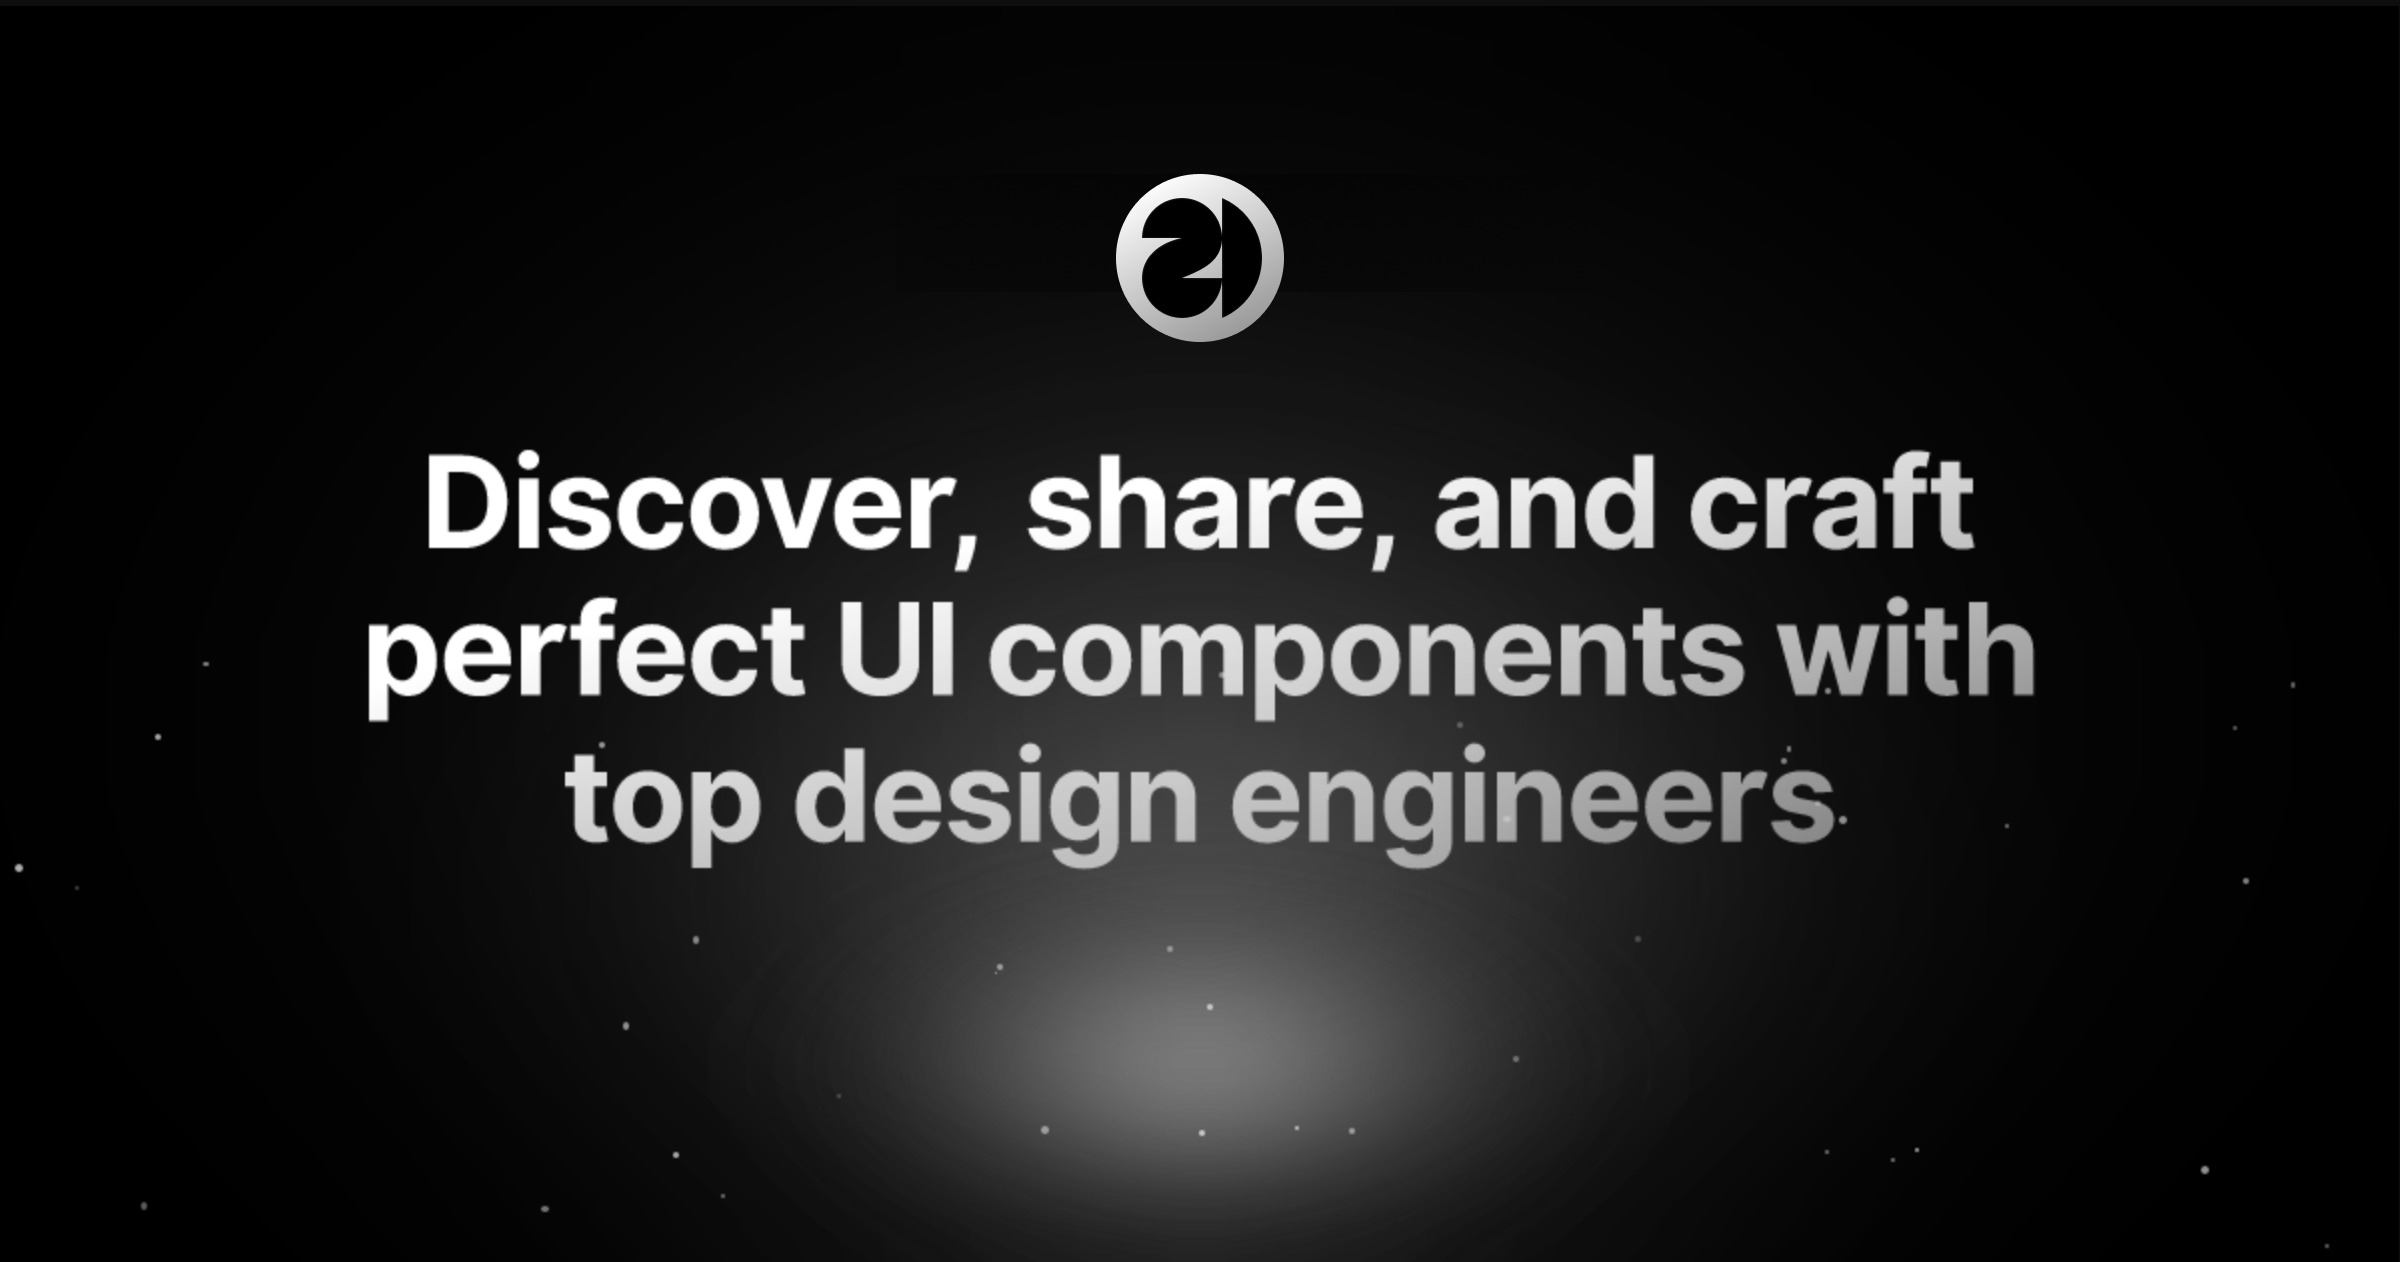 Discover, share, and craft
perfect UI components with
top design engineers